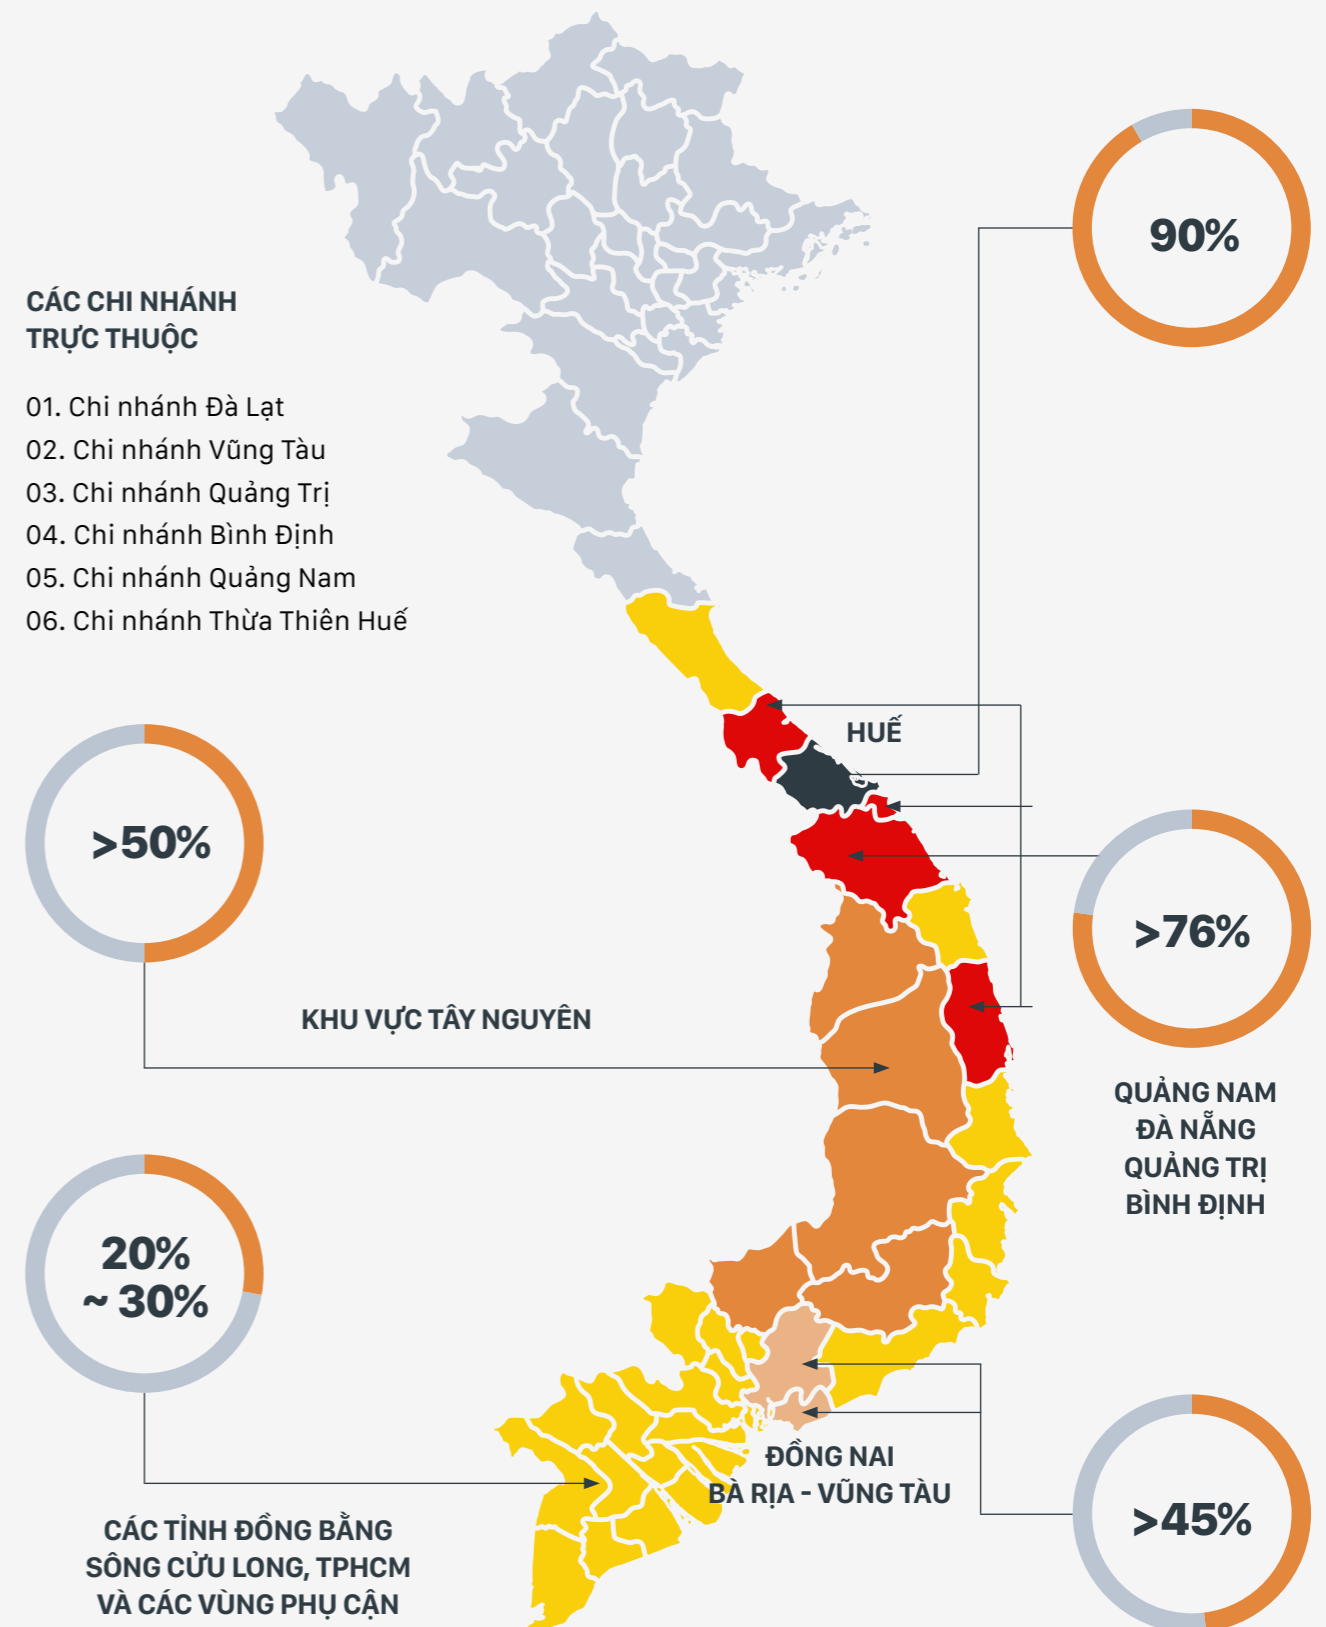 90%
CÁC CHI NHÁNH
TRỰC THUỘC
01. Chi nhánh Đà Lạt
02. Chi nhánh Vũng Tàu
03. Chi nhánh Quảng Trị
04. Chi nhánh Bình Định
05. Chi nhánh Quảng Nam
06. Chi nhánh Thừa Thiên Huế
HUẾ
>50%
>76%
KHU VỰC TÂY NGUYÊN
QUẢNG NAM
ĐÀ NẴNG
QUẢNG TRỊ
BÌNH ĐỊNH
20%
~ 30%
ĐỒNG NAI
BÀ RỊA - VŨNG TÀU
>45%
CÁC TỈNH ĐỒNG BẰNG
SÔNG CỬU LONG, TPHCM
VÀ CÁC VÙNG PHỤ CẬN